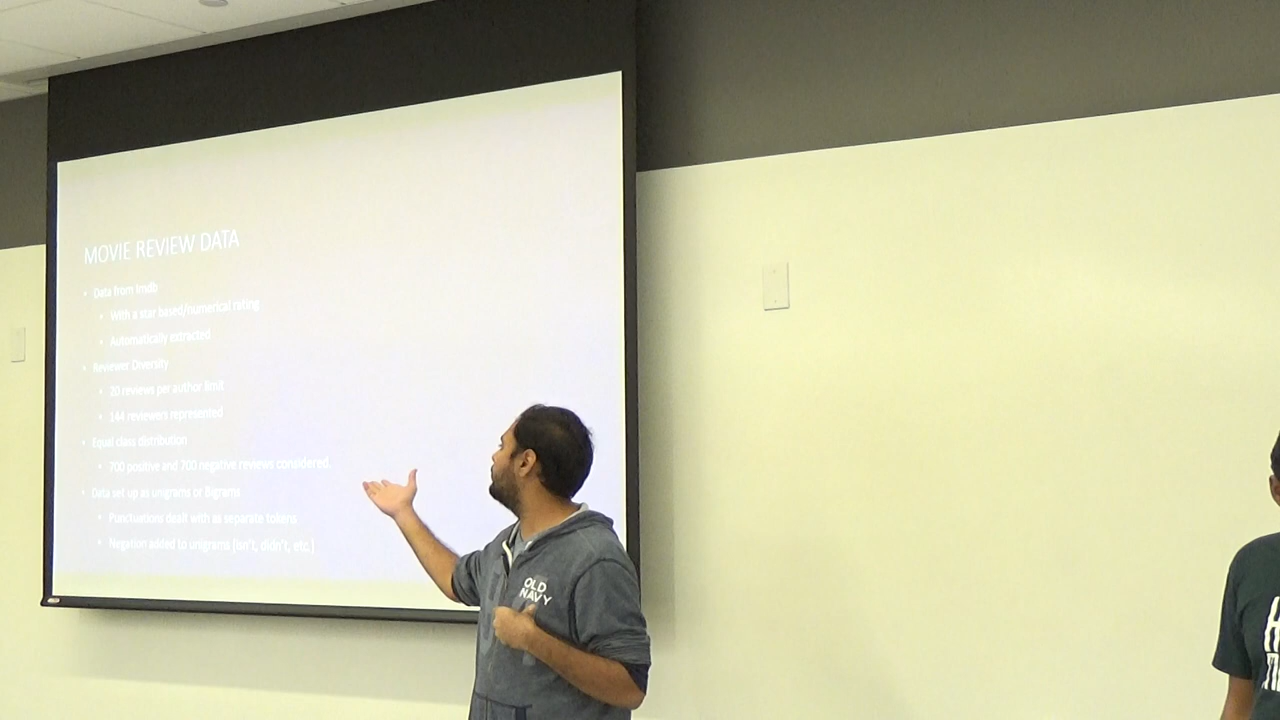 MOVIE REVIEW DATA
• Data from Imdb
• With a star based/numerical rating
• Automatically extracted
• Reviewer Diversity
• 20 reviews per author limit
• 144 reviewers represented
• Equal class distribution
• 700 positive and 700 negative reviews considered.
• Data set up as unigrams or Bigrams
• Punctuations dealt with as separate tokens
• Negation added to unigrams [isn't, didn't, etc.]
OLD
NAVY